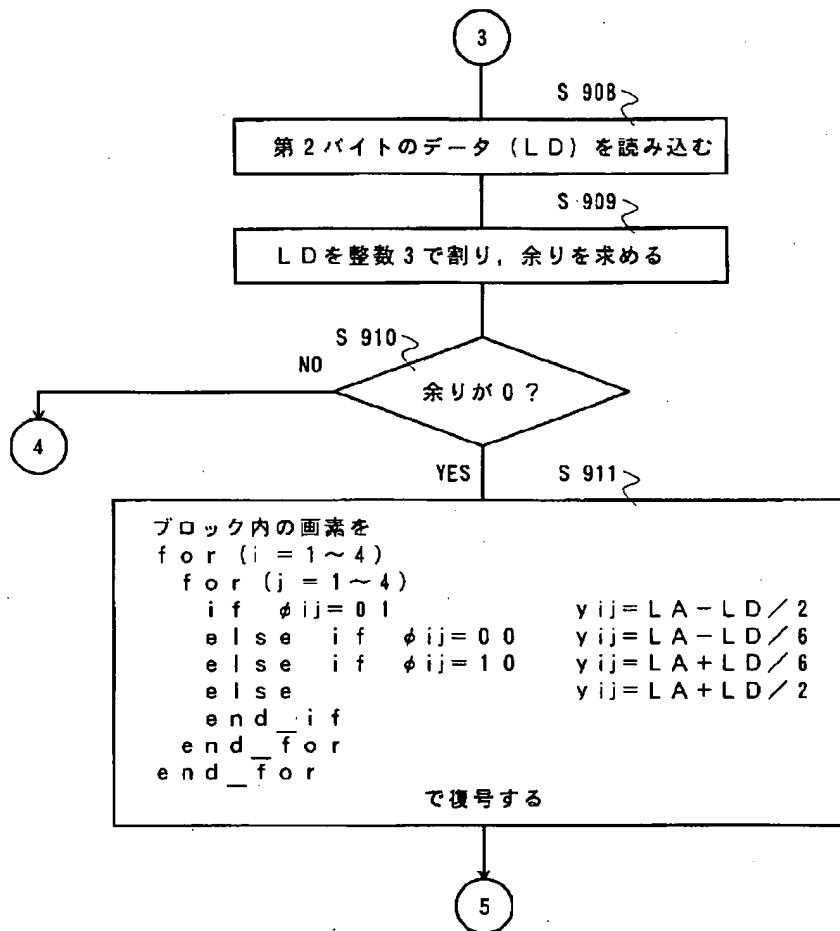 3
S 908
第2バイトのデータ (LD) を読み込む
S 909
LDを整数3で割り, 余りを求める
S 910
NO
余りが0?
4
YES
S 911
ブロック内の画素を
for (i = 1～4)
for (j = 1～4)
if φij=01 yij=LA－LD／2
else if φij=00 yij=LA－LD／6
else if φij=10 yij=LA＋LD／6
else yij=LA＋LD／2
end_if
end_for
end_for
で復号する
5